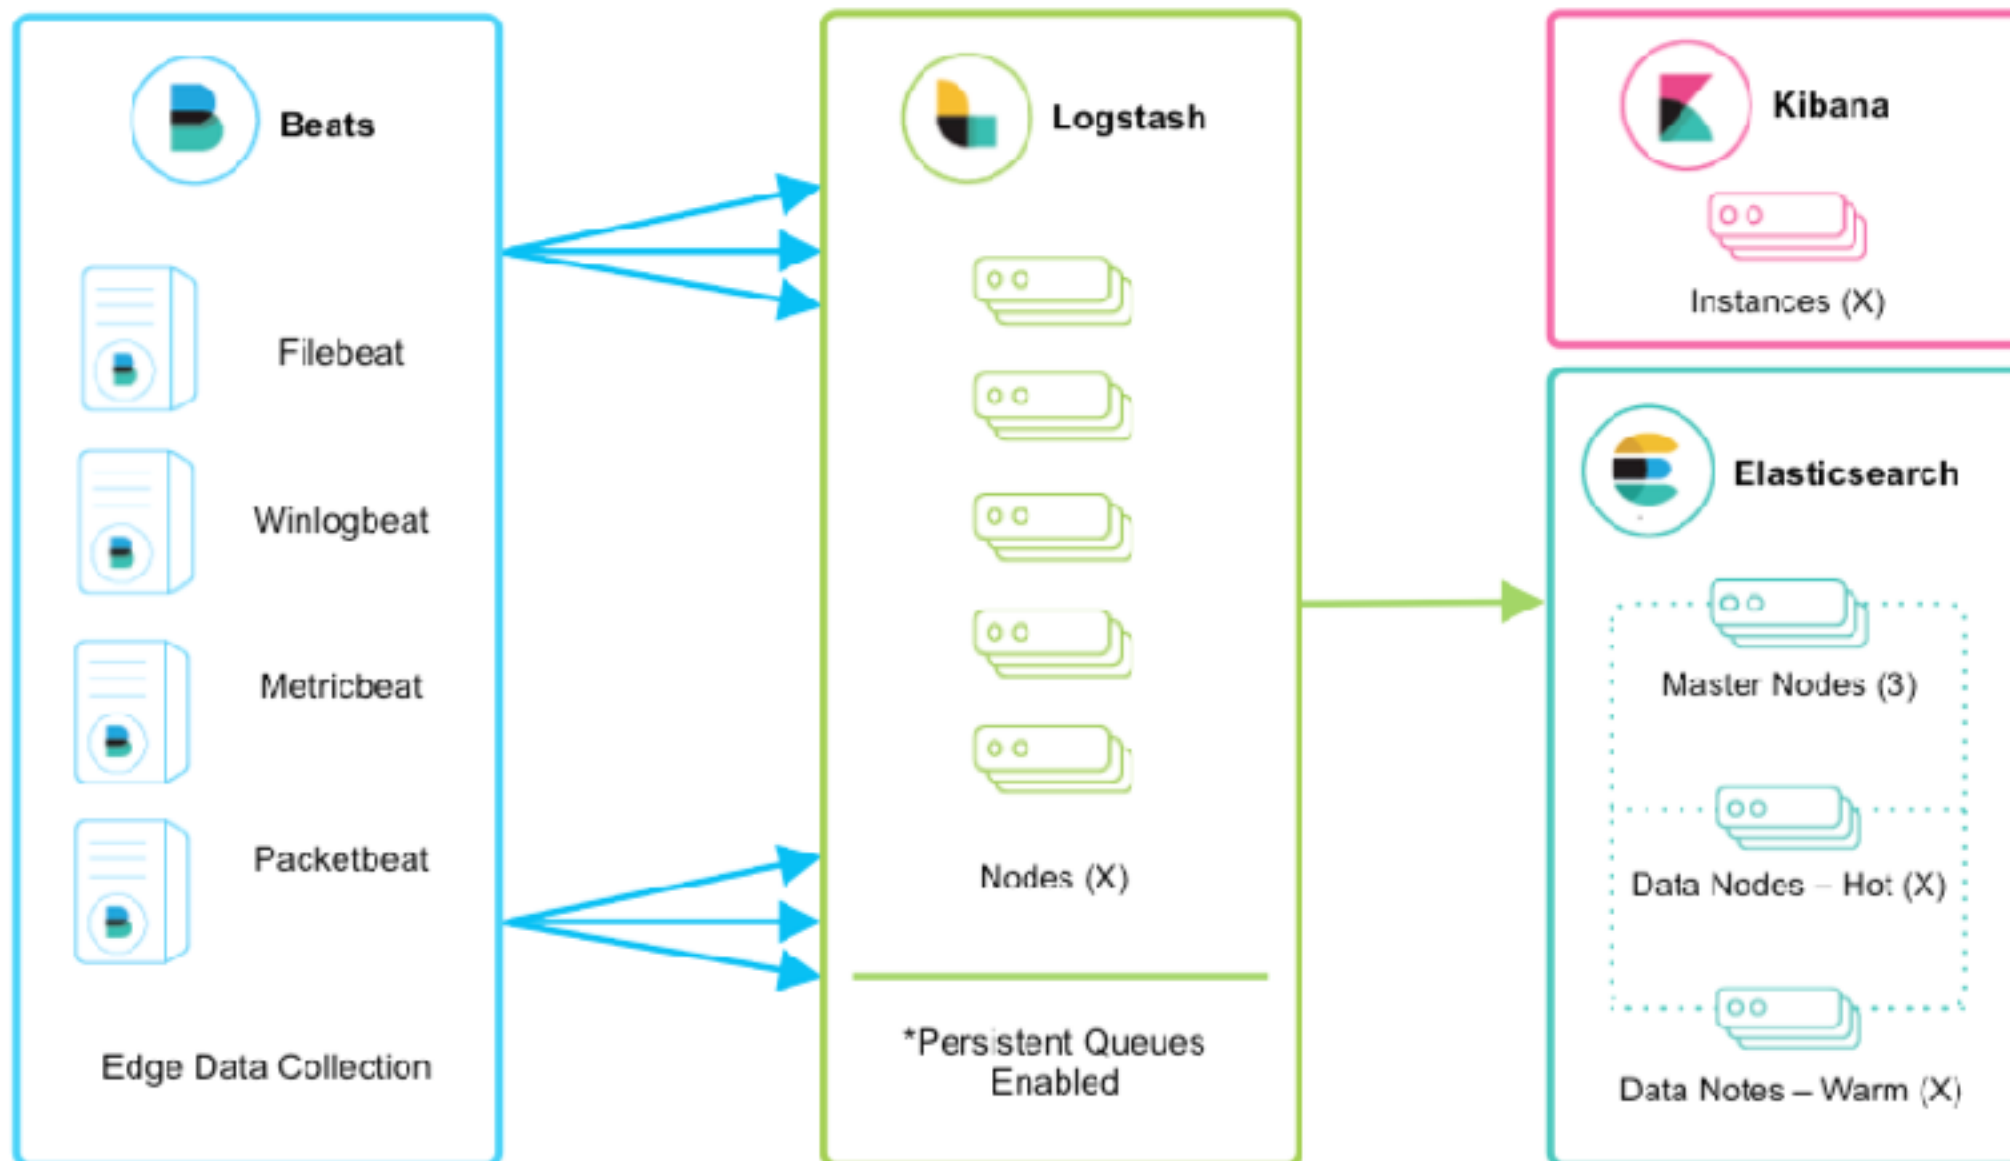 Beats
Filebeat
Winlogbeat
Metricbeat
Packetbeat
Edge Data Collection
Logstash
Nodes (X)
*Persistent Queues
Enabled
Kibana
Instances (X)
Elasticsearch
Master Nodes (3)
Data Nodes – Hot (X)
Data Notes – Warm (X)